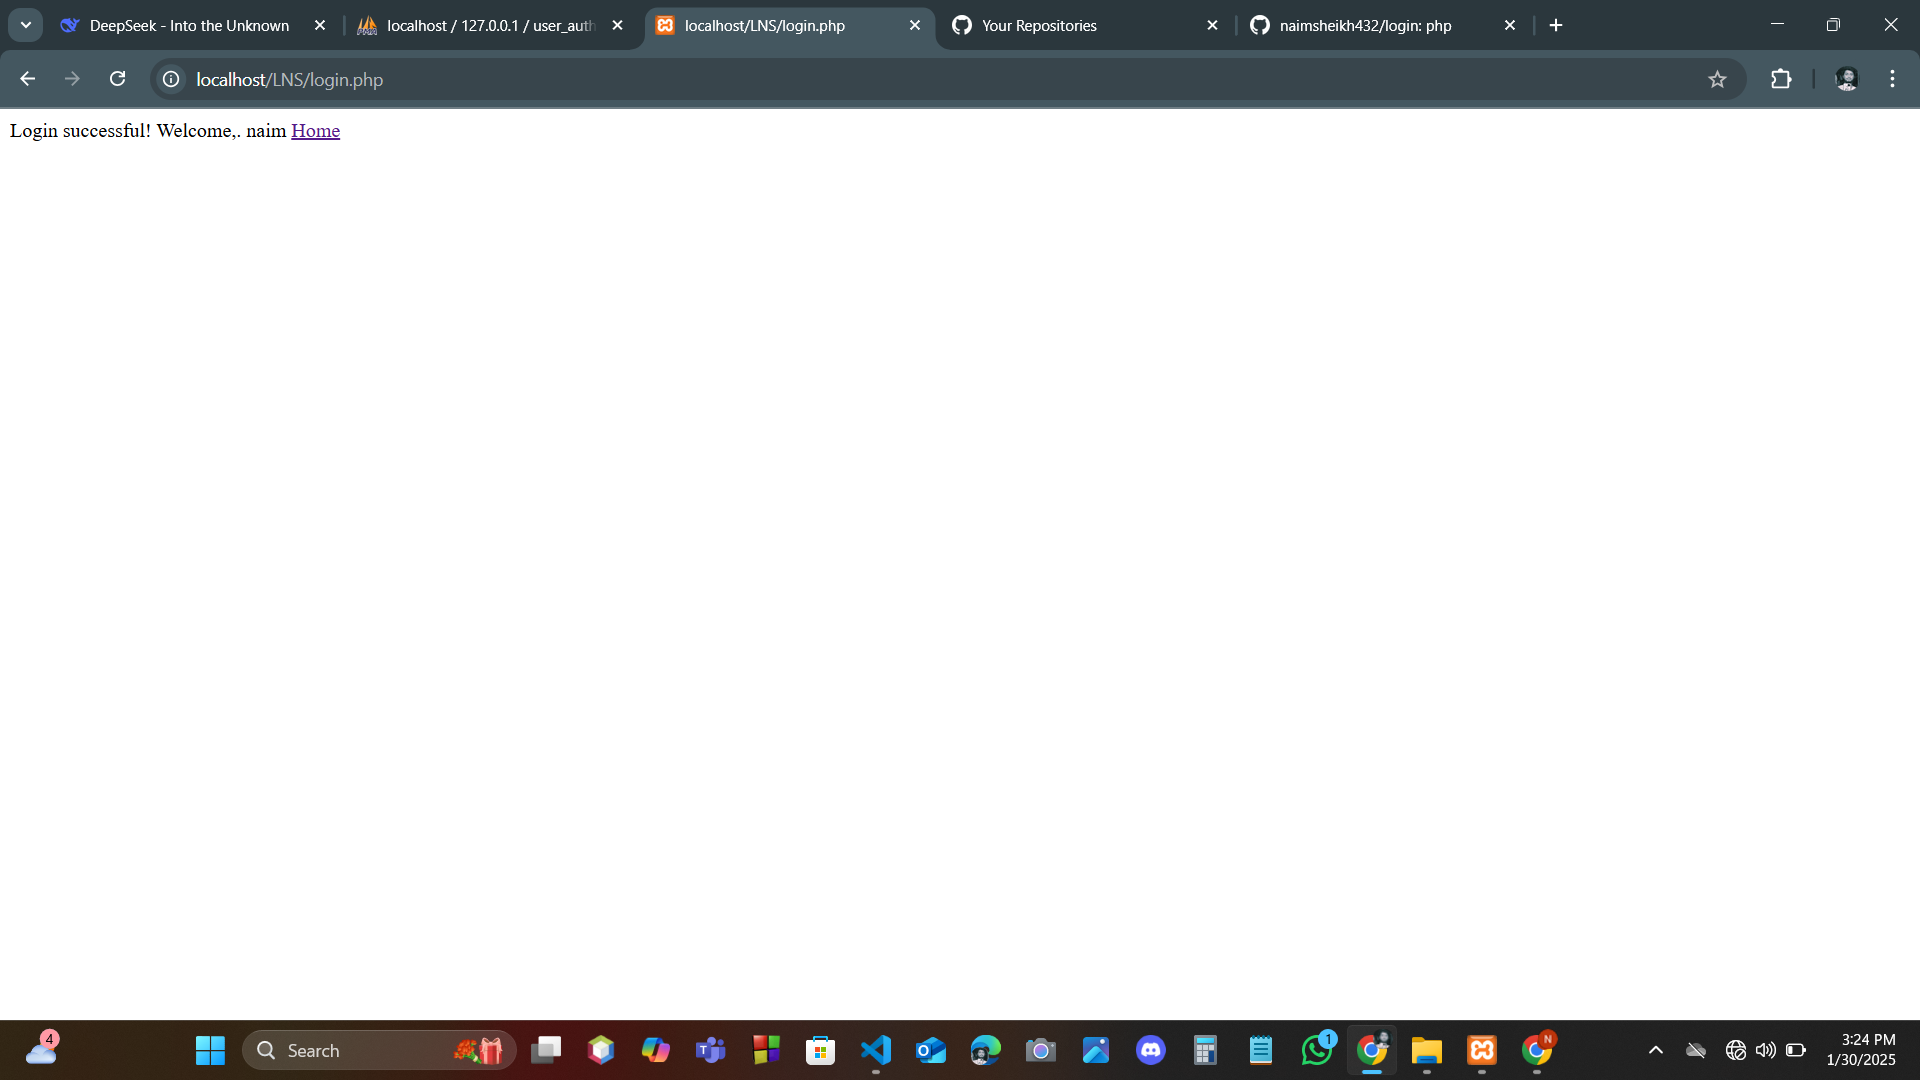 DeepSeek - Into the Unknown
localhost / 127.0.0.1 / user_auth
localhost/LNS/login.php
Your Repositories
naimsheikh432/login: php
localhost/LNS/login.php
Login successful! Welcome,. naim Home
4
Search
1
N
3:24 PM
1/30/2025